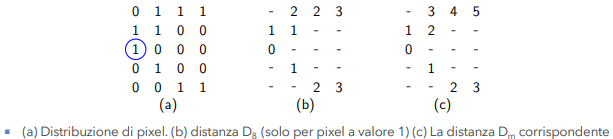 0 1 1 1 - 2 2 3 - 3 4 5
1 1 0 0 1 1 - - 1 2 - -
1 0 0 0 0 - - - 0 - - -
0 1 0 0 - 1 - - - 1 - -
0 0 1 1 - - 2 3 - - 2 3
(a) (b) (c)
▪ (a) Distribuzione di pixel. (b) distanza D8 (solo per pixel a valore 1) (c) La distanza Dm corrispondente